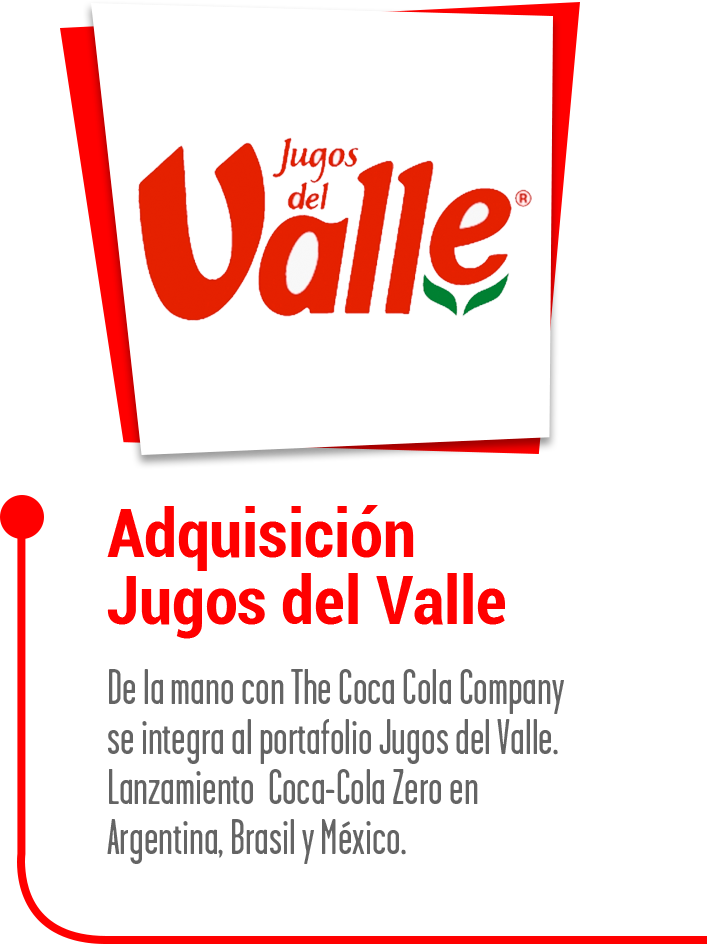 Jugos
del
Valle®
Adquisición
Jugos del Valle
De la mano con The Coca Cola Company
se integra al portafolio Jugos del Valle.
Lanzamiento  Coca-Cola Zero en
Argentina, Brasil y México.